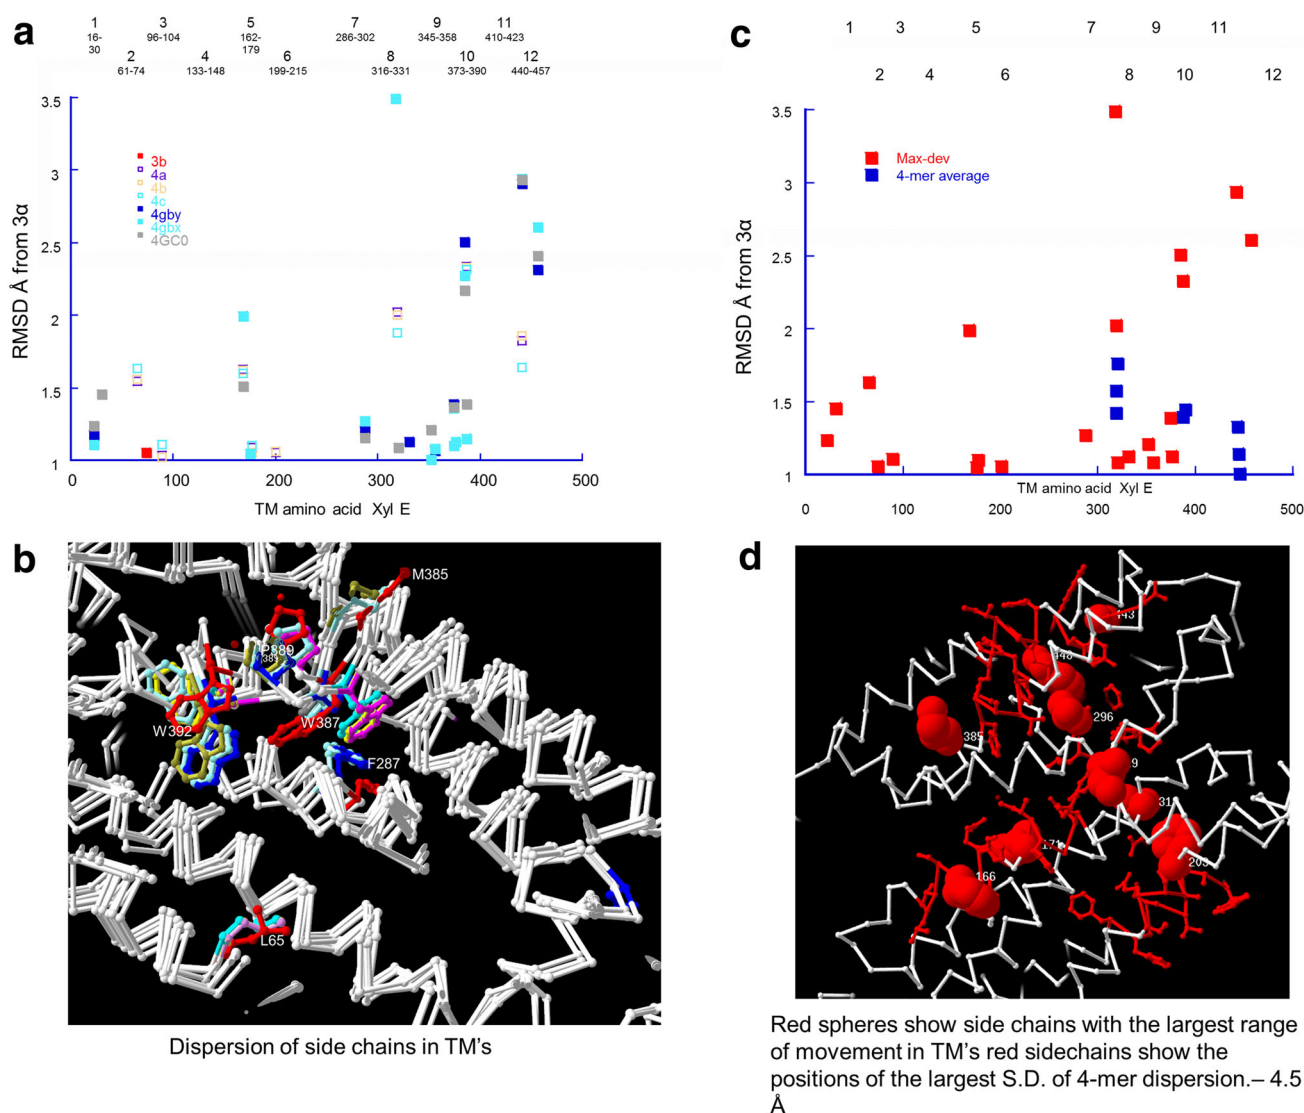 a
1 3 5 7 9 11
16-30 96-104 162-179 286-302 345-358 410-423
2 4 6 8 10 12
61-74 133-148 199-215 316-331 373-390 440-457
3.5
3
2.5
2
1.5
1
RMSD Å from 3α
3b
4a
4b
4c
4gby
4gbx
4GC0
0 100 200 300 400 500
TM amino acid Xyl E
c
1 3 5 7 9 11
2 4 6 8 10 12
3.5
3
2.5
2
1.5
1
RMSD Å from 3α
Max-dev
4-mer average
TM amino acid Xyl E
0 100 200 300 400 500
b
M385
P389
389
W392
W387
F287
L65
Dispersion of side chains in TM's
d
448
296
385
171
166
203
Red spheres show side chains with the largest range
of movement in TM's red sidechains show the
positions of the largest S.D. of 4-mer dispersion.– 4.5
Å